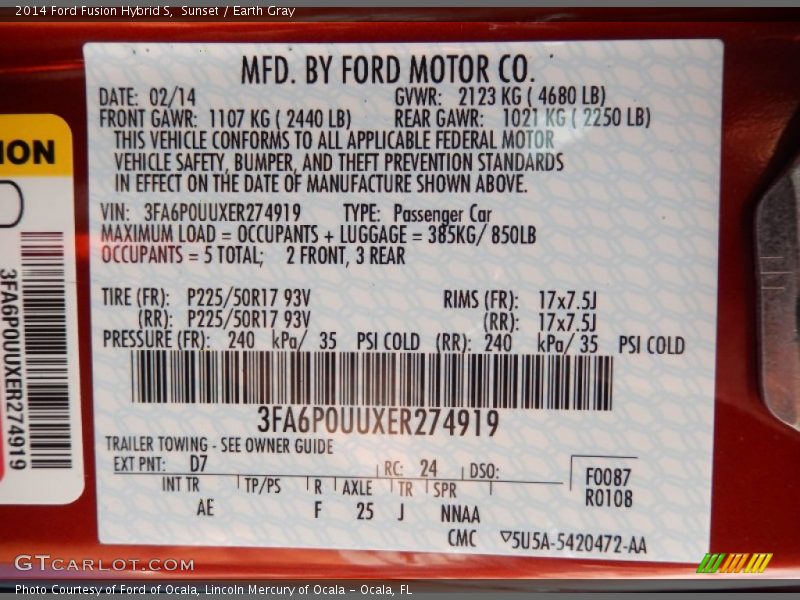 2014 Ford Fusion Hybrid S, Sunset / Earth Gray
MFD. BY FORD MOTOR CO.
DATE: 02/14 GVWR: 2123 KG ( 4680 LB)
FRONT GAWR: 1107 KG ( 2440 LB) REAR GAWR: 1021 KG ( 2250 LB)
THIS VEHICLE CONFORMS TO ALL APPLICABLE FEDERAL MOTOR
VEHICLE SAFETY, BUMPER, AND THEFT PREVENTION STANDARDS
IN EFFECT ON THE DATE OF MANUFACTURE SHOWN ABOVE.
VIN: 3FA6P0UUXER274919 TYPE: Passenger Car
MAXIMUM LOAD = OCCUPANTS + LUGGAGE = 385KG/ 850LB
OCCUPANTS = 5 TOTAL; 2 FRONT, 3 REAR
TIRE (FR): P225/50R17 93V RIMS (FR): 17x7.5J
(RR): P225/50R17 93V (RR): 17x7.5J
PRESSURE (FR): 240 kPa/ 35 PSI COLD (RR): 240 kPa/ 35 PSI COLD
3FA6P0UUXER274919
TRAILER TOWING - SEE OWNER GUIDE
EXT PNT: D7 RC: 24 DSO: F0087
INT TR TP/PS R AXLE TR SPR R0108
AE F 25 J NNAA
CMC ▽5U5A-5420472-AA
ION
3FA6P0UUXER274919
GTCARLOT.COM
Photo Courtesy of Ford of Ocala, Lincoln Mercury of Ocala – Ocala, FL